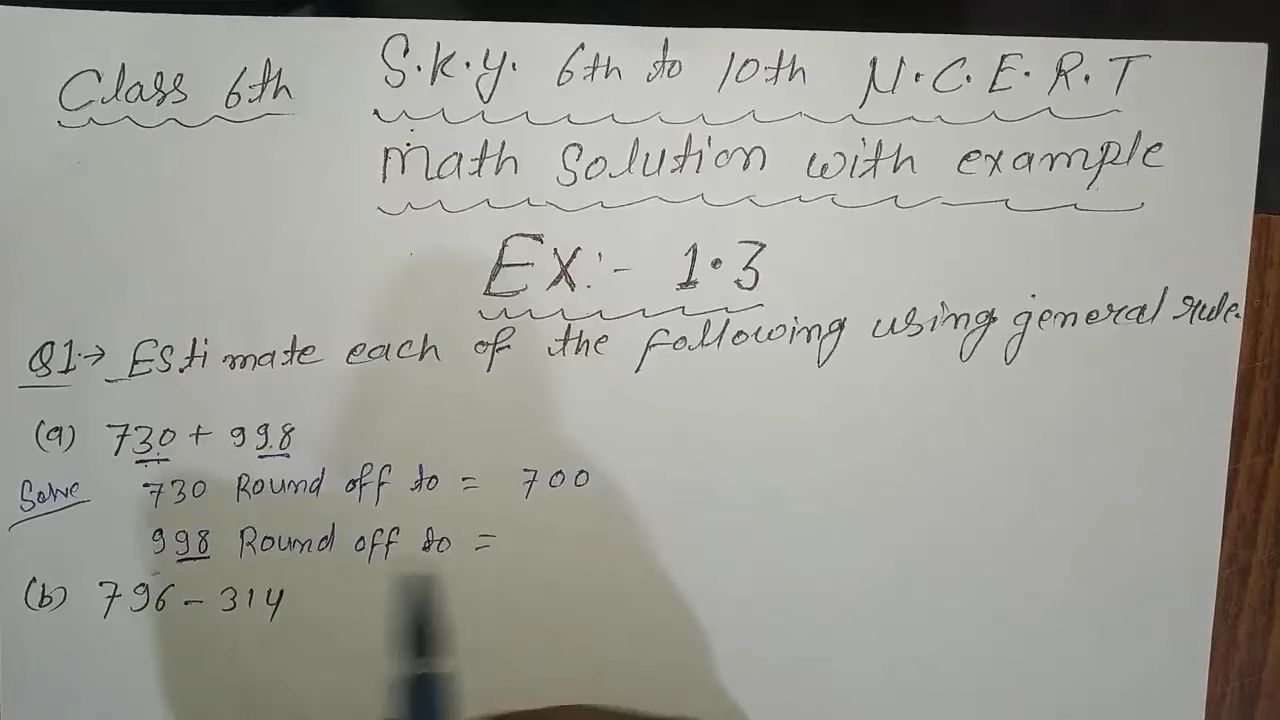 Class 6th
S.K.Y. 6th to 10th N.C.E.R.T
math Solution with example
Ex:- 1.3
Q1.→ Estimate each of the following using general rule.
(a) 730 + 998
Solve 730 Round off to = 700
998 Round off to =
(b) 796 - 314